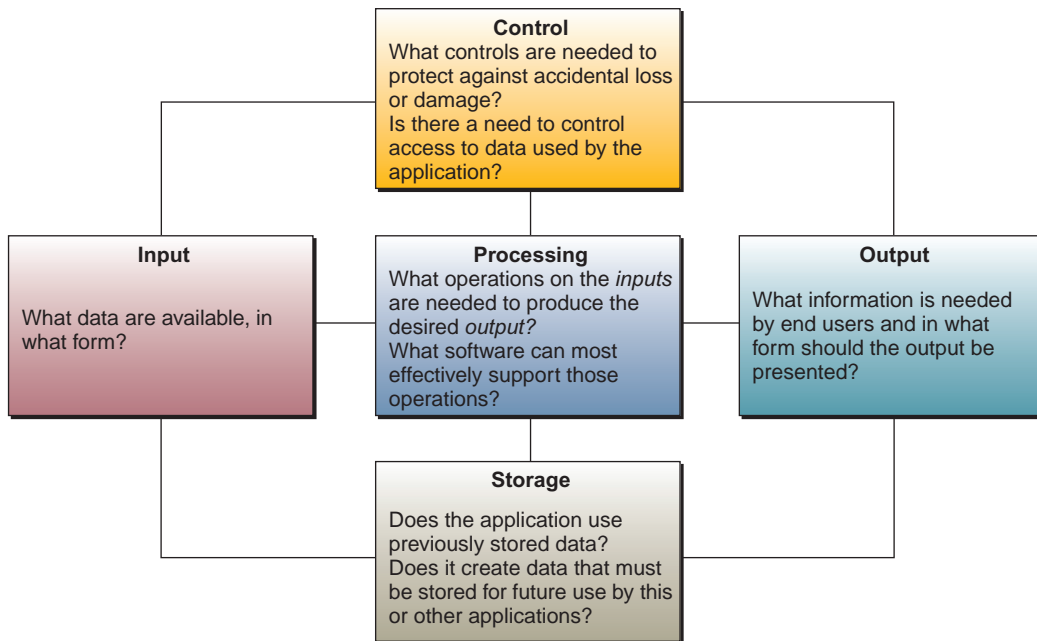 Control
What controls are needed to
protect against accidental loss
or damage?
Is there a need to control
access to data used by the
application?
Input
What data are available, in
what form?
Processing
What operations on the inputs
are needed to produce the
desired output?
What software can most
effectively support those
operations?
Output
What information is needed
by end users and in what
form should the output be
presented?
Storage
Does the application use
previously stored data?
Does it create data that must
be stored for future use by this
or other applications?